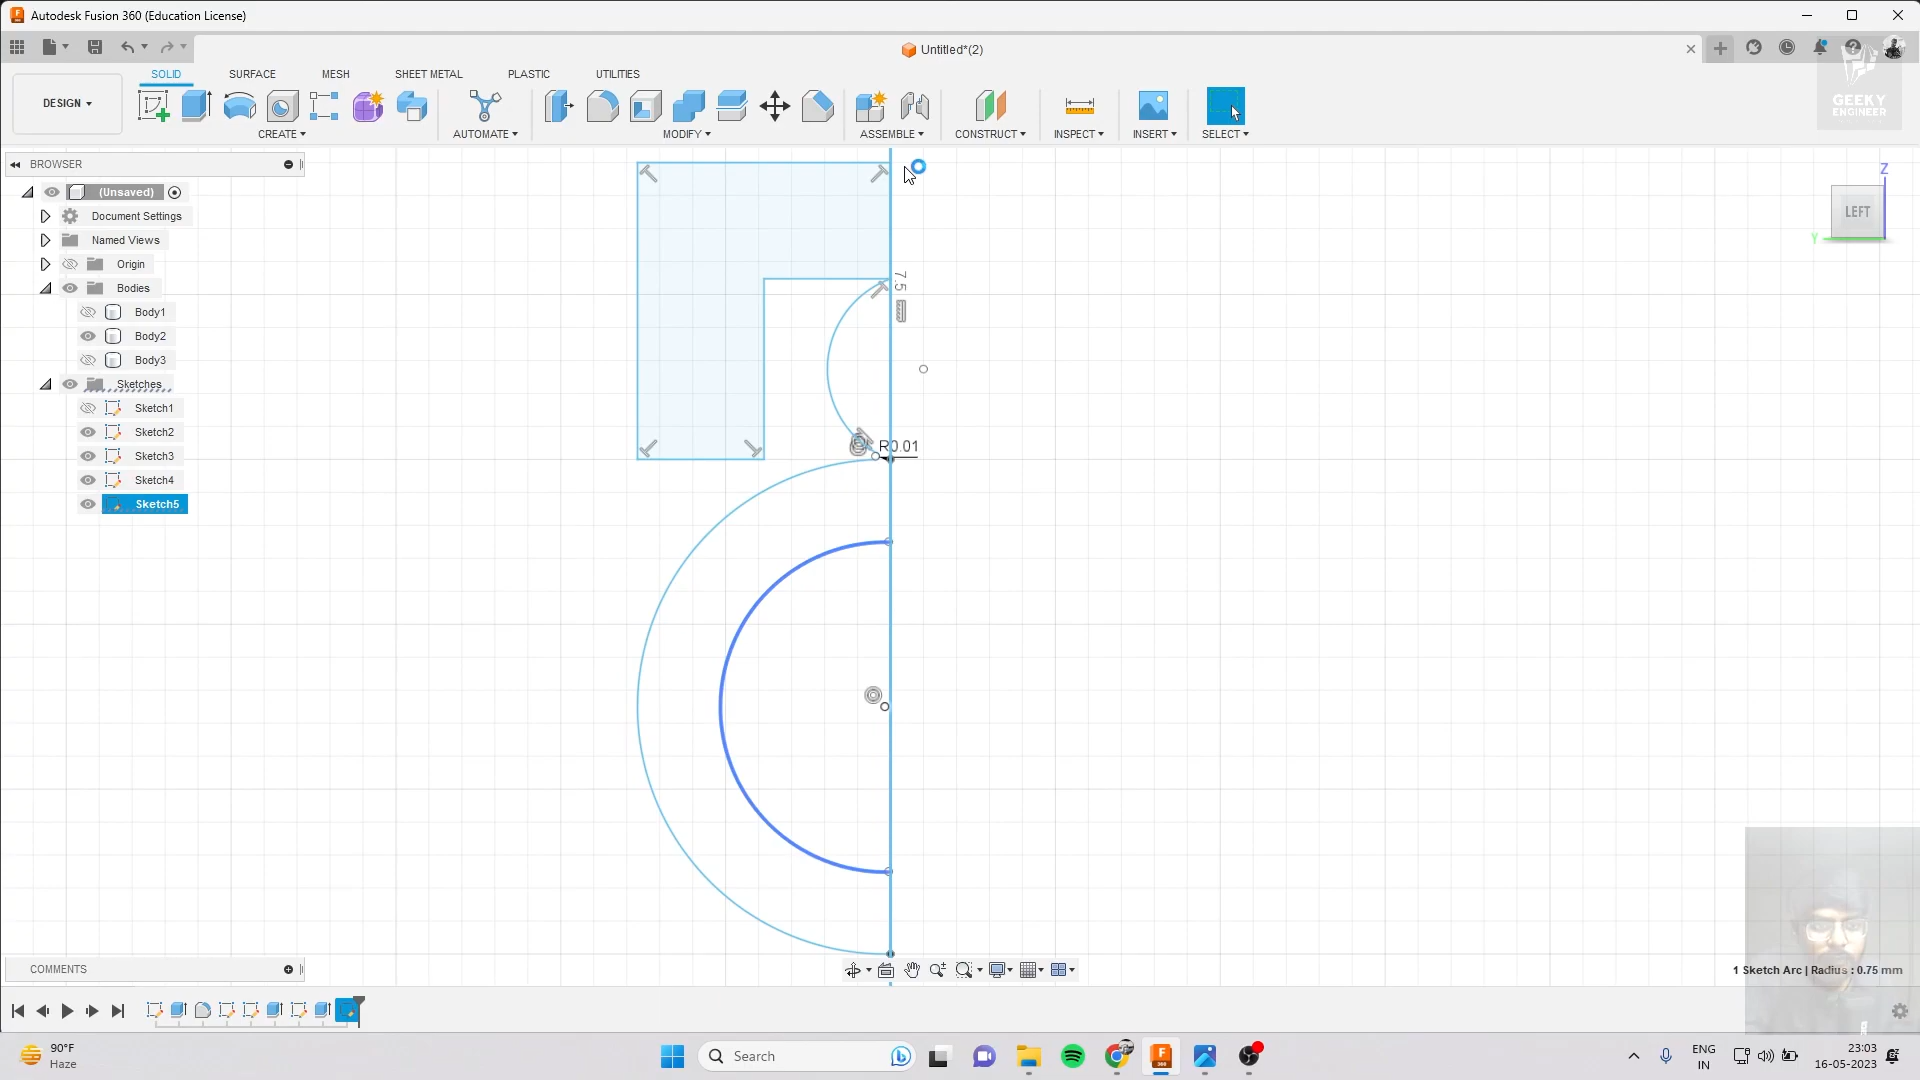 Autodesk Fusion 360 (Education License)
Untitled*(2)
DESIGN
SOLID SURFACE MESH SHEET METAL PLASTIC UTILITIES
CREATE AUTOMATE MODIFY ASSEMBLE CONSTRUCT INSPECT INSERT SELECT
GEEKY
ENGINEER
BROWSER
(Unsaved)
Document Settings
Named Views
Origin
Bodies
Body1
Body2
Body3
Sketches
Sketch1
Sketch2
Sketch3
Sketch4
Sketch5
7.5
R0.01
Z
LEFT
Y
COMMENTS
1 Sketch Arc | Radius : 0.75 mm
90°F
Haze
Search
ENG
IN
23:03
16-05-2023